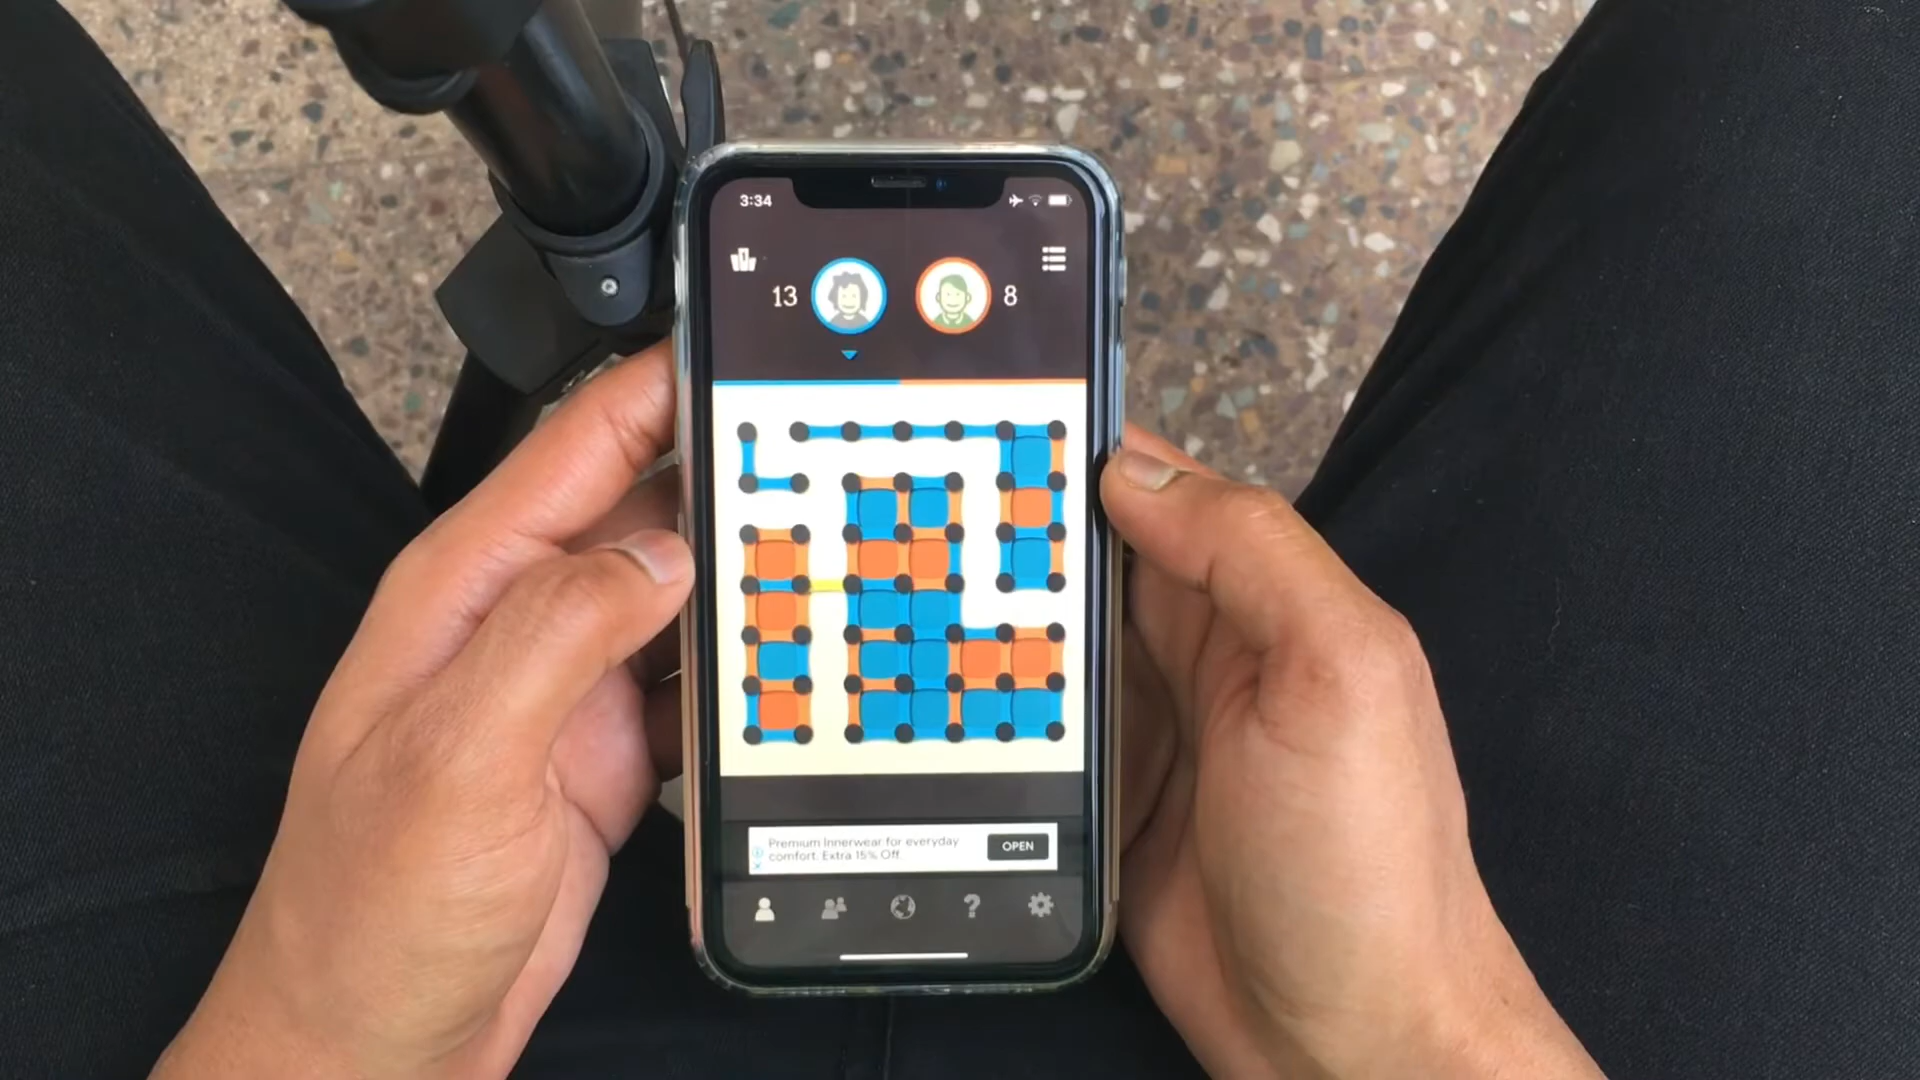 3:34
13
8
Premium Innerwear for everyday
comfort. Extra 15% Off
OPEN
?